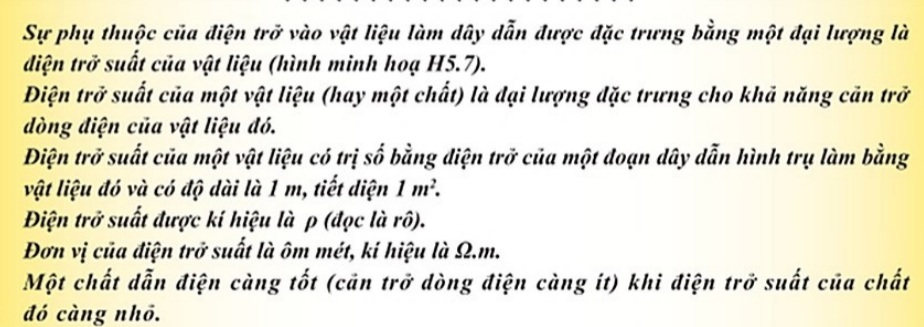 Sự phụ thuộc của điện trở vào vật liệu làm dây dẫn được đặc trưng bằng một đại lượng là
điện trở suất của vật liệu (hình minh hoạ H5.7).
Điện trở suất của một vật liệu (hay một chất) là đại lượng đặc trưng cho khả năng cản trở
dòng điện của vật liệu đó.
Điện trở suất của một vật liệu có trị số bằng điện trở của một đoạn dây dẫn hình trụ làm bằng
vật liệu đó và có độ dài là 1 m, tiết diện 1 m².
Điện trở suất được kí hiệu là ρ (đọc là rô).
Đơn vị của điện trở suất là ôm mét, kí hiệu là Ω.m.
Một chất dẫn điện càng tốt (cản trở dòng điện càng ít) khi điện trở suất của chất
đó càng nhỏ.